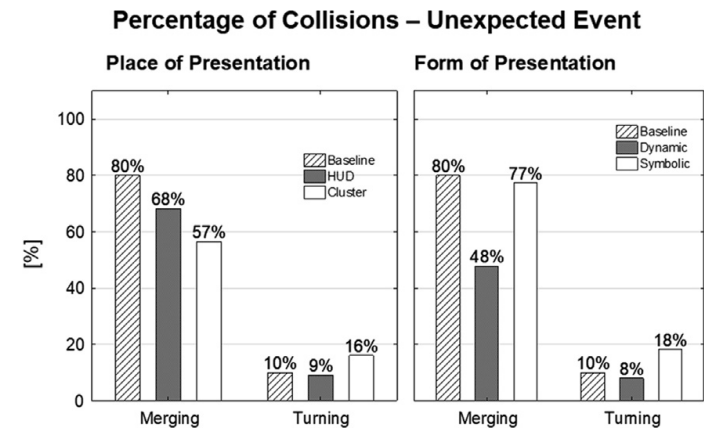 Percentage of Collisions – Unexpected Event
Place of Presentation
Form of Presentation
[%]
100
80
60
40
20
0
Baseline
HUD
Cluster
80%
68%
57%
10%
9%
16%
Merging
Turning
Baseline
Dynamic
Symbolic
80%
48%
77%
10%
8%
18%
Merging
Turning